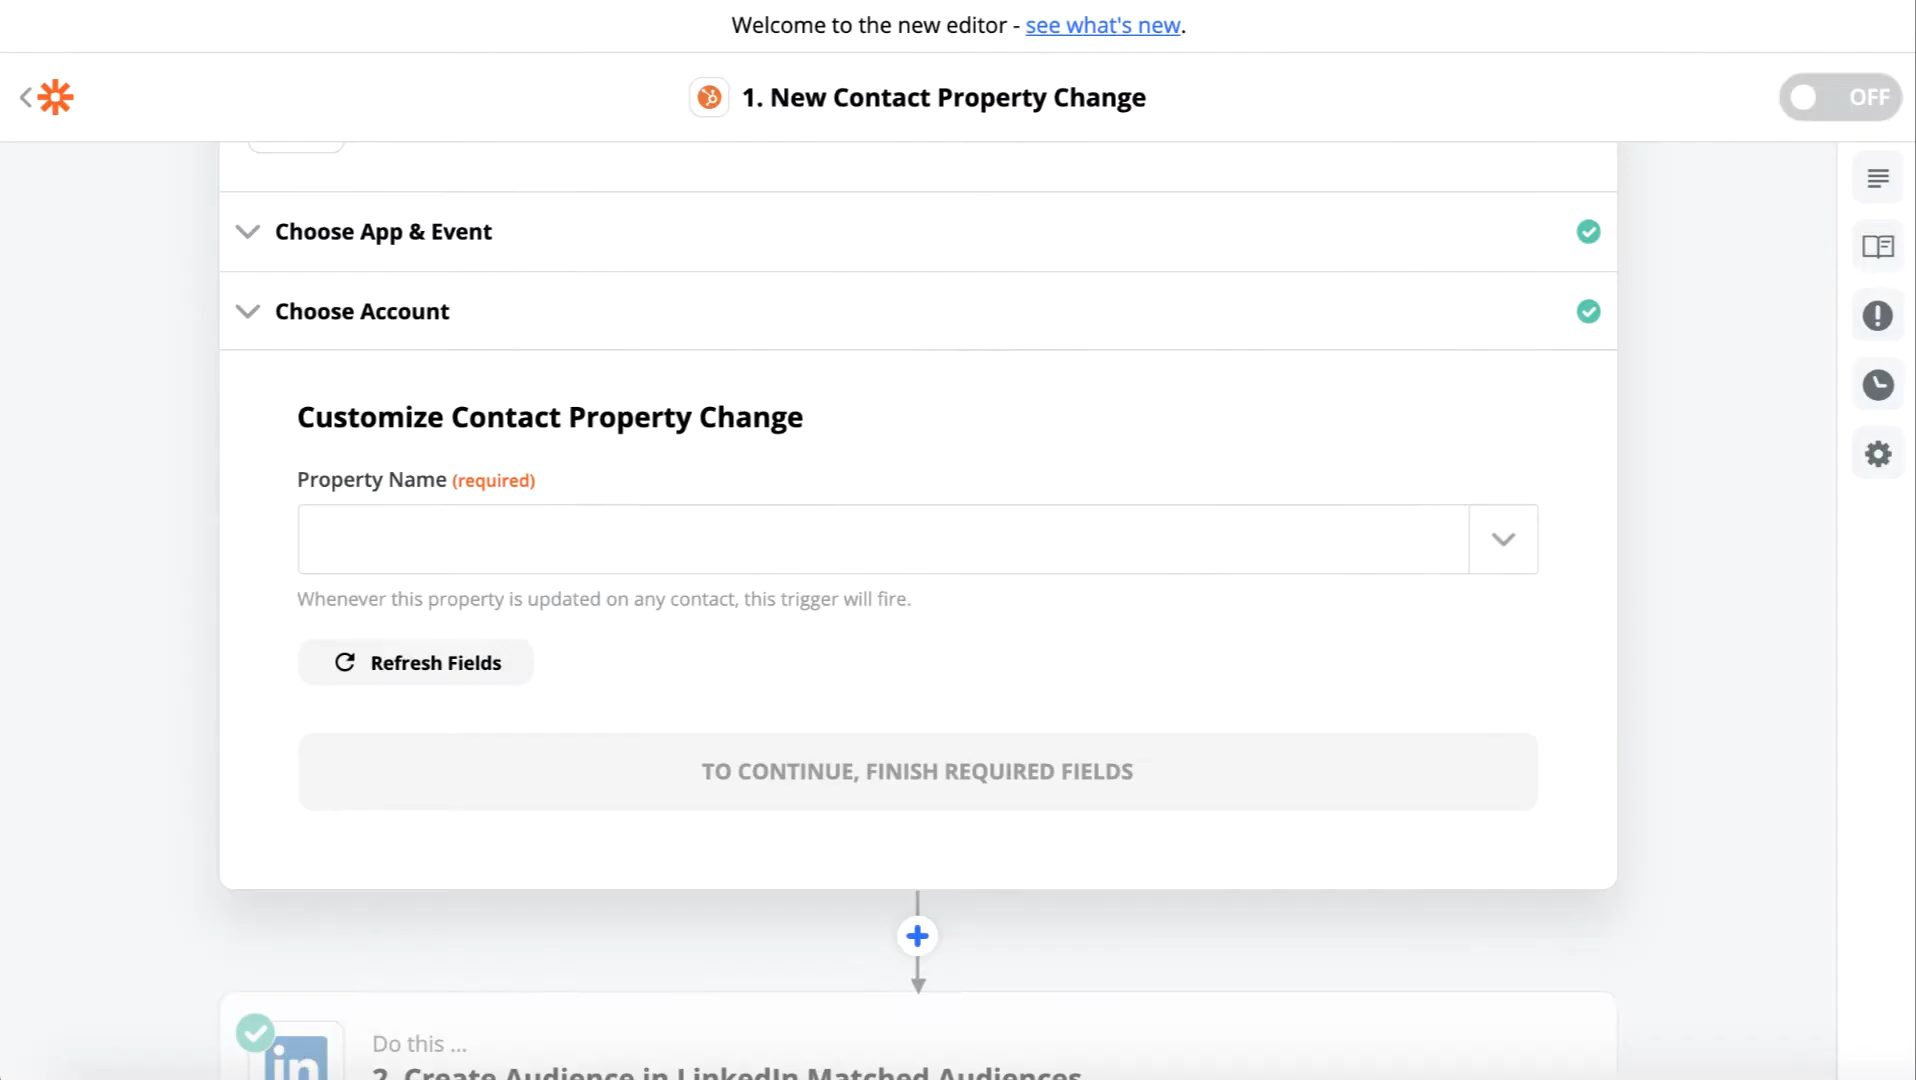 Welcome to the new editor - see what's new.
1. New Contact Property Change
OFF
Choose App & Event
Choose Account
Customize Contact Property Change
Property Name (required)
Whenever this property is updated on any contact, this trigger will fire.
Refresh Fields
TO CONTINUE, FINISH REQUIRED FIELDS
in
Do this ...
2. Create Audience in LinkedIn Matched Audiences